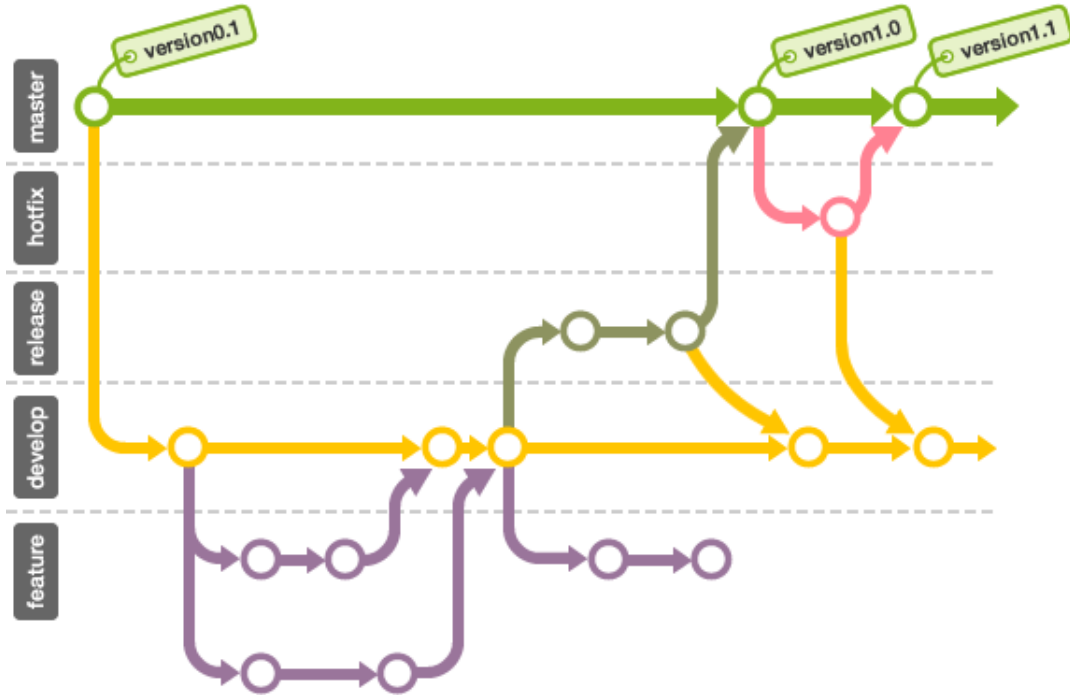 version0.1
version1.0
version1.1
master
hotfix
release
develop
feature